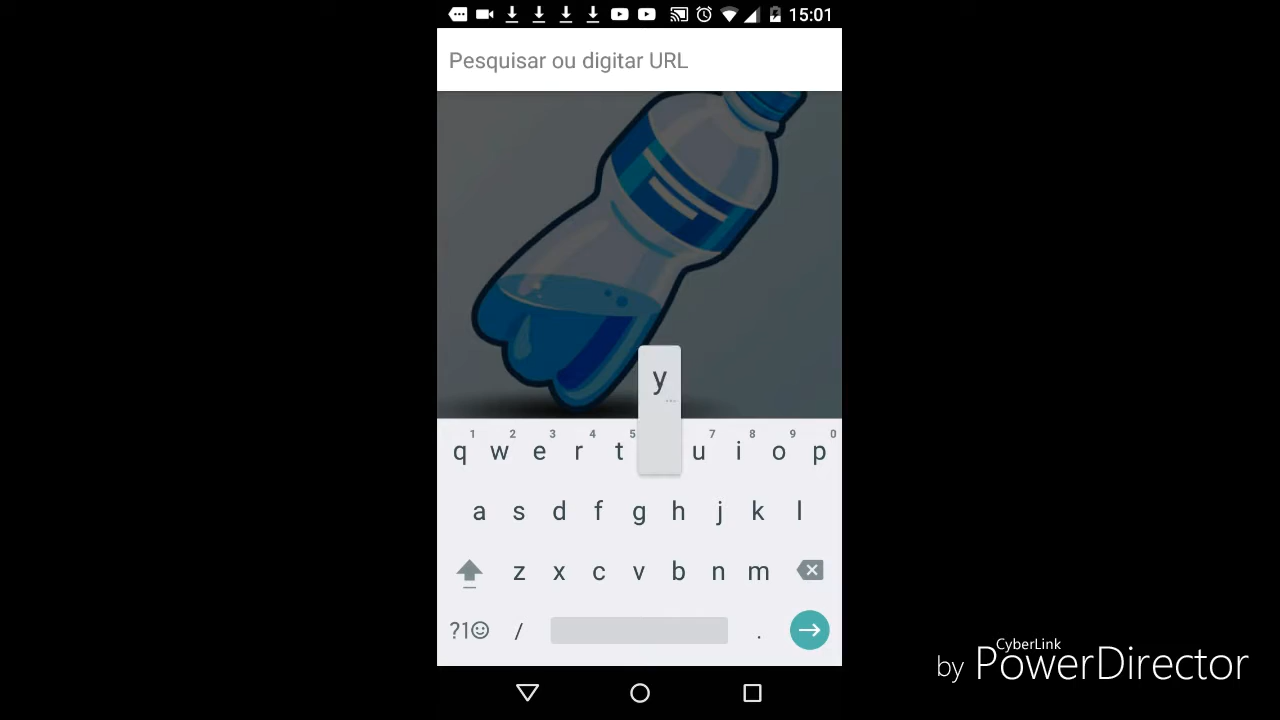 15:01
Pesquisar ou digitar URL
y
...
1 2 3 4 5 7 8 9 0
q w e r t u i o p
a s d f g h j k l
z x c v b n m
?1☺ / .
CyberLink
by PowerDirector